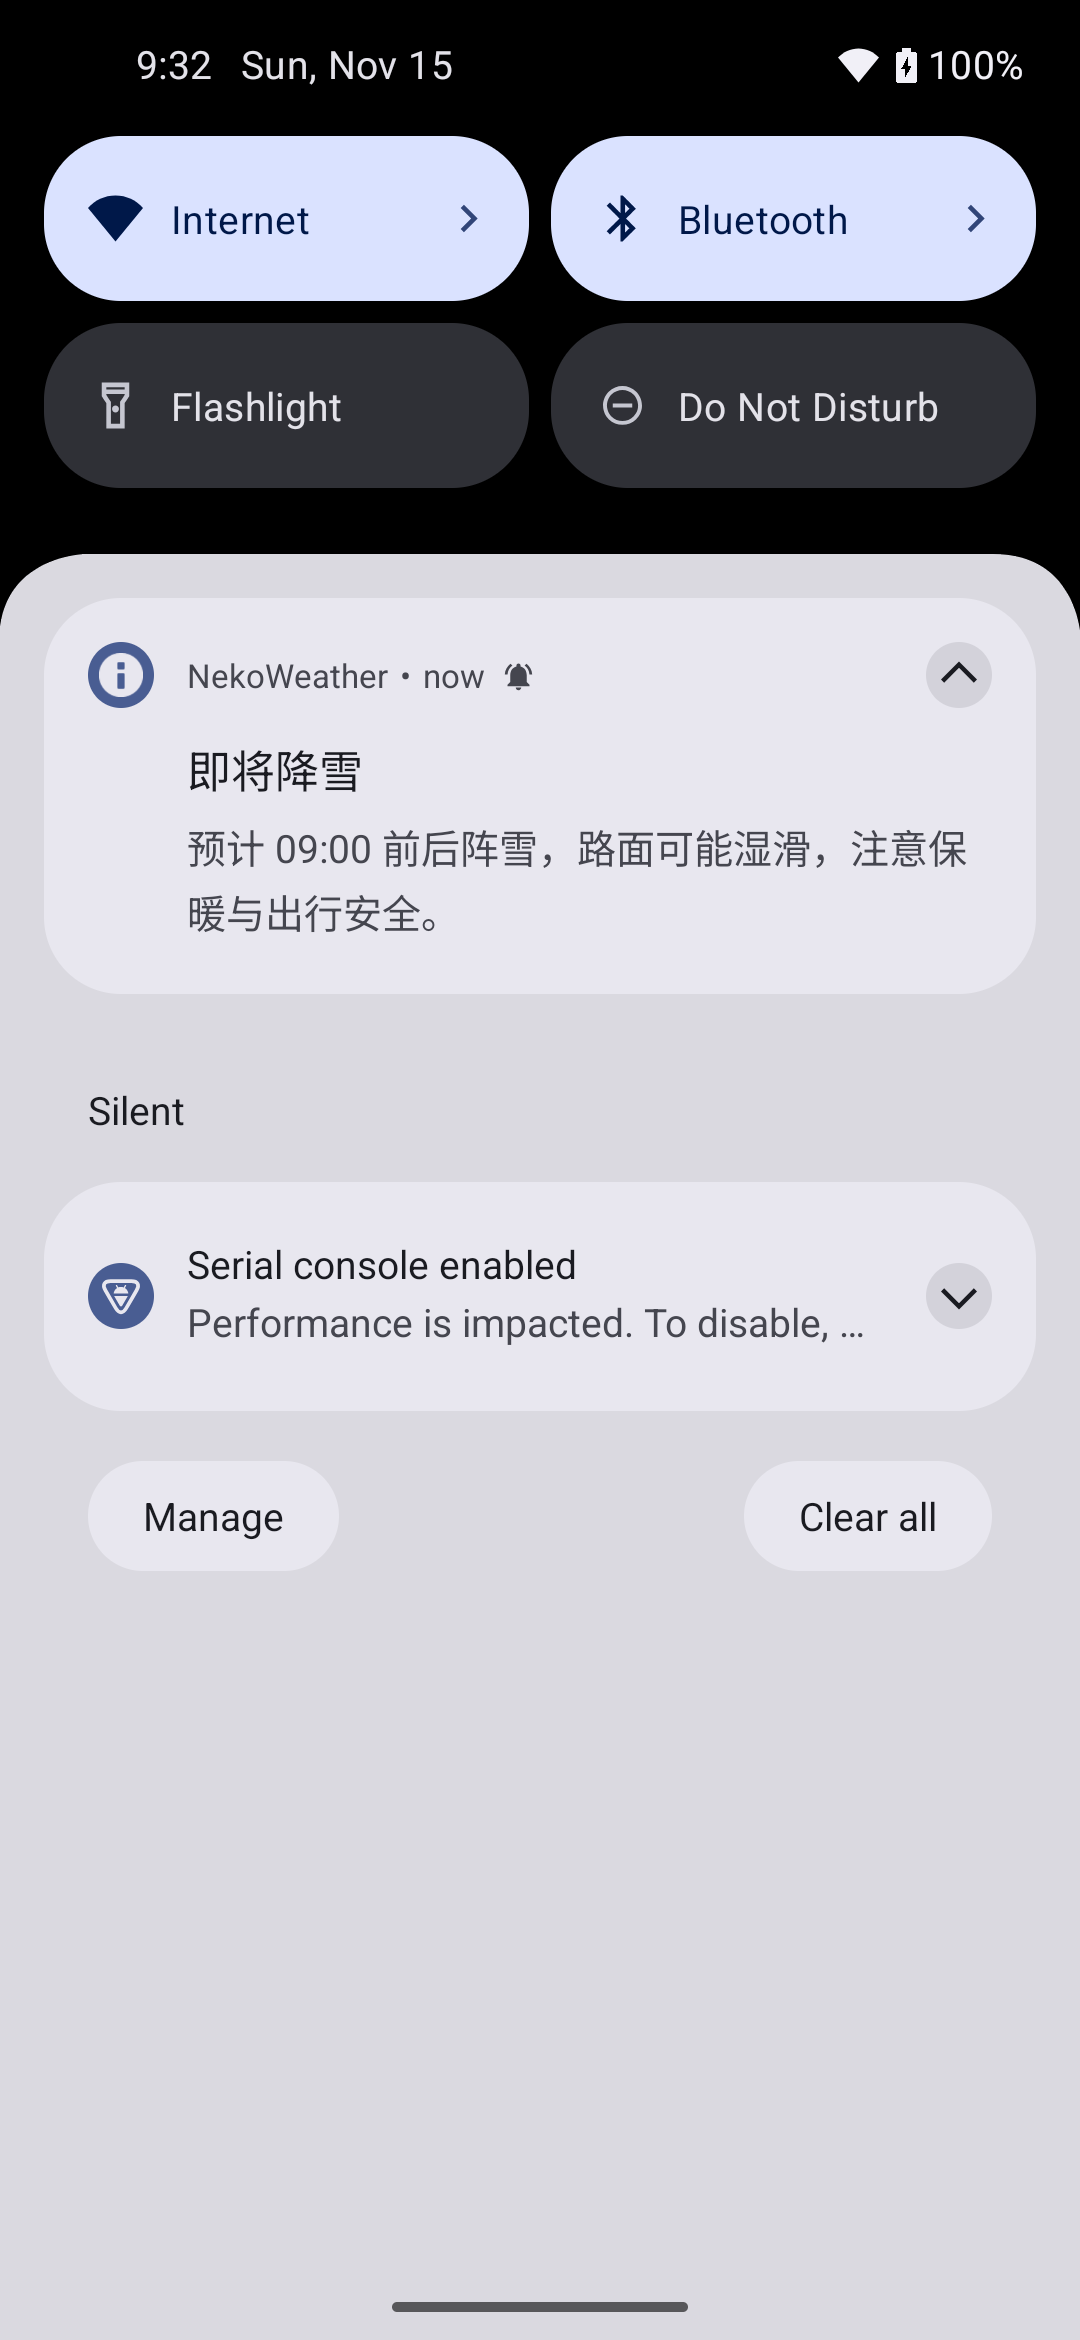 9:32 Sun, Nov 15 100%
Internet Bluetooth
Flashlight Do Not Disturb
NekoWeather • now
即将降雪
预计 09:00 前后阵雪，路面可能湿滑，注意保
暖与出行安全。
Silent
Serial console enabled
Performance is impacted. To disable, ...
Manage Clear all